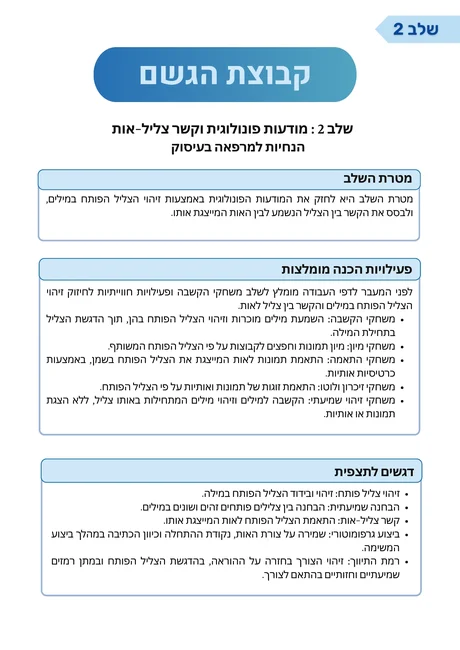 שלב 2
קבוצת הגשם
שלב 2 : מודעות פונולוגית וקשר צליל-אות
הנחיות למרפאה בעיסוק
מטרת השלב
מטרת השלב היא לחזק את המודעות הפונולוגית באמצעות זיהוי הצליל הפותח במילים,
ולבסס את הקשר בין הצליל הנשמע לבין האות המייצגת אותו.
פעילויות הכנה מומלצות
לפני המעבר לדפי העבודה מומלץ לשלב משחקי הקשבה ופעילויות חווייתיות לחיזוק זיהוי
הצליל הפותח במילים והקשר בין צליל לאות.
• משחקי הקשבה: השמעת מילים מוכרות וזיהוי הצליל הפותח בהן, תוך הדגשת הצליל
בתחילת המילה.
• משחקי מיון: מיון תמונות וחפצים לקבוצות על פי הצליל הפותח המשותף.
• משחקי התאמה: התאמת תמונות לאות המייצגת את הצליל הפותח בשמן, באמצעות
כרטיסיות אותיות.
• משחקי זיכרון ולוטו: התאמת זוגות של תמונות ואותיות על פי הצליל הפותח.
• משחקי זיהוי שמיעתי: הקשבה למילים וזיהוי מילים המתחילות באותו צליל, ללא הצגת
תמונות או אותיות.
דגשים לתצפית
• זיהוי צליל פותח: זיהוי ובידוד הצליל הפותח במילה.
• הבחנה שמיעתית: הבחנה בין צלילים פותחים זהים ושונים במילים.
• קשר צליל-אות: התאמת הצליל הפותח לאות המייצגת אותו.
• ביצוע גרפומוטורי: שמירה על צורת האות, נקודת ההתחלה וכיוון הכתיבה במהלך ביצוע
המשימה.
• רמת התיווך: זיהוי הצורך בחזרה על ההוראה, בהדגשת הצליל הפותח ובמתן רמזים
שמיעתיים וחזותיים בהתאם לצורך.